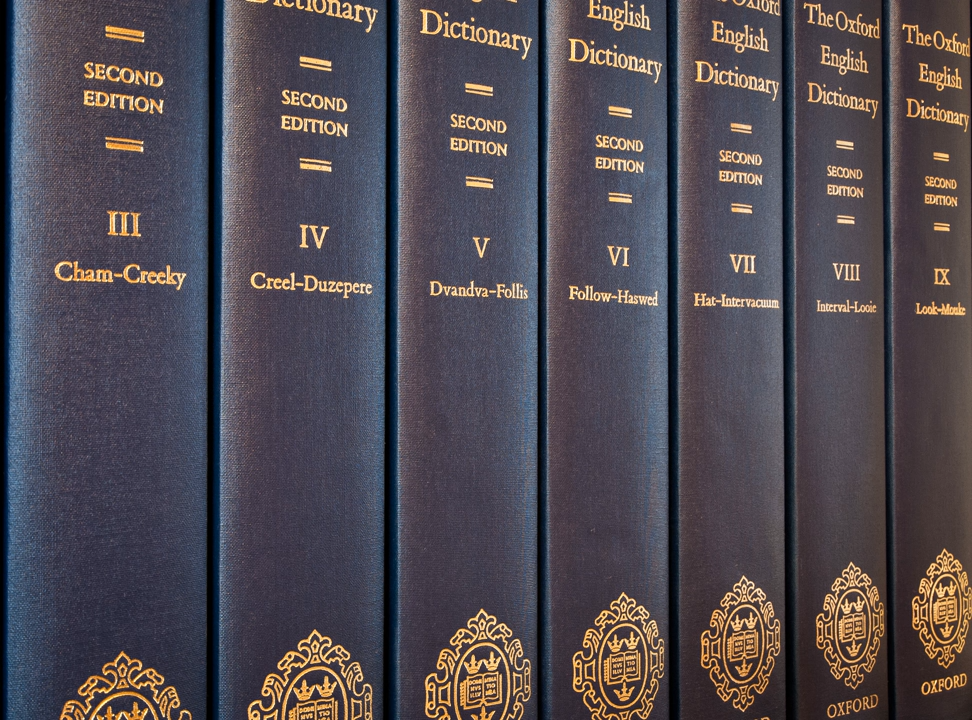 SECOND
EDITION
III
Cham-Creeky
Dictionary
SECOND
EDITION
IV
Creel-Duzepere
Dictionary
SECOND
EDITION
V
Dvandva-Follis
English
Dictionary
SECOND
EDITION
VI
Follow-Haswed
Oxford
English
Dictionary
SECOND
EDITION
VII
Hat-Intervacuum
The Oxford
English
Dictionary
SECOND
EDITION
VIII
Interval-Looie
OXFORD
The Oxford
English
Dictionary
SECOND
EDITION
IX
Look-Mouke
OXFORD